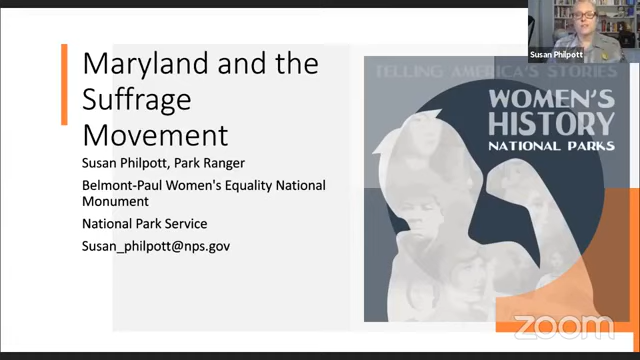 Maryland and the
Suffrage
Movement
Susan Philpott, Park Ranger
Belmont-Paul Women's Equality National
Monument
National Park Service
Susan_philpott@nps.gov
TELLING AMERICA'S STORIES
WOMEN'S
HISTORY
NATIONAL PARKS
Susan Philpott
zoom